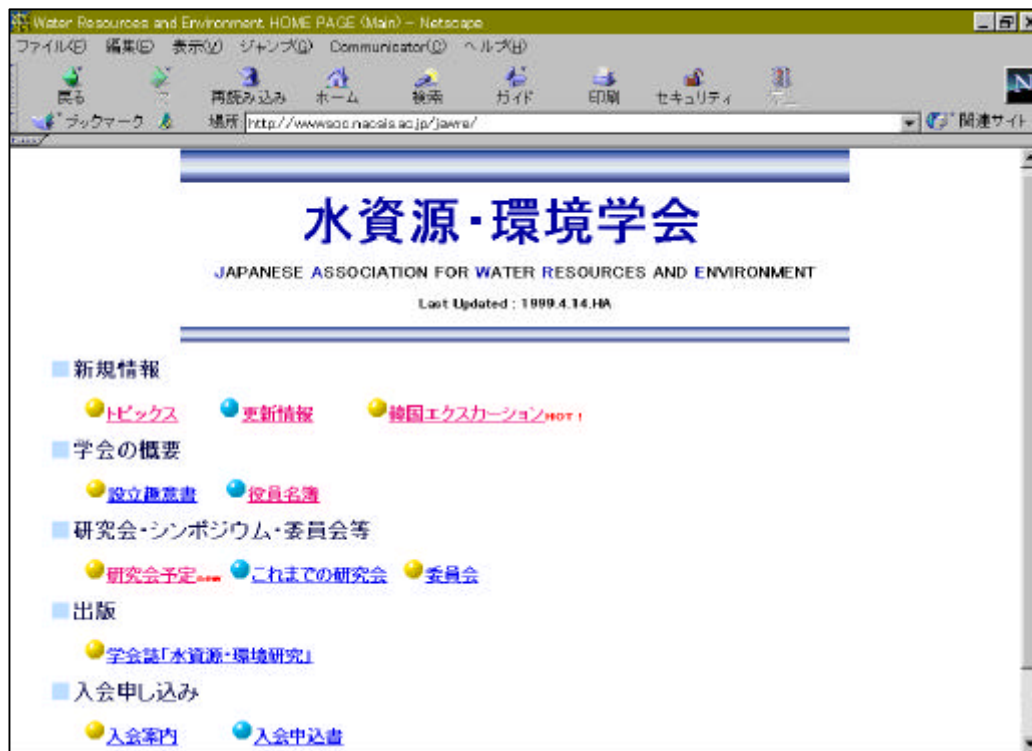 Water Resources and Environment HOME PAGE (Main) - Netscape
ファイル(F) 編集(E) 表示(V) ジャンプ(G) Communicator(C) ヘルプ(H)
戻る 再読み込み ホーム 検索 ガイド 印刷 セキュリティ
ブックマーク 場所 http://wwwsoc.nacsis.ac.jp/jawre/ 関連サイト
水資源・環境学会
JAPANESE ASSOCIATION FOR WATER RESOURCES AND ENVIRONMENT
Last Updated : 1999.4.14.HA
新規情報
トピックス 更新情報 韓国エクスカーションHOT !
学会の概要
設立趣意書 役員名簿
研究会・シンポジウム・委員会等
研究会予定 これまでの研究会 委員会
出版
学会誌「水資源・環境研究」
入会申し込み
入会案内 入会申込書